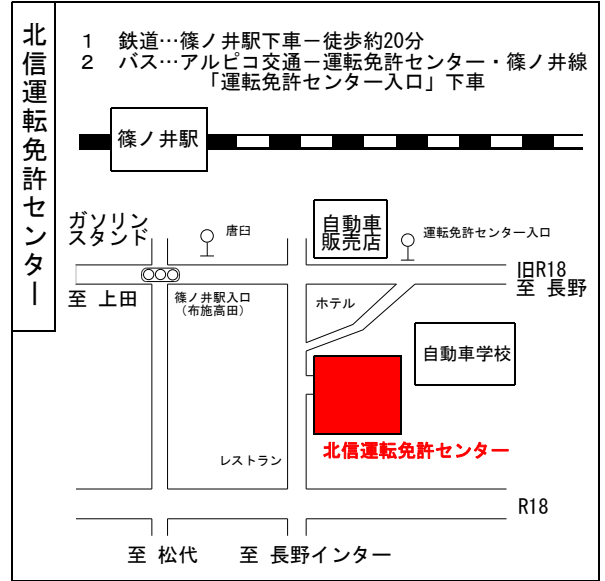 北信運転免許センター
1　鉄道…篠ノ井駅下車－徒歩約20分
2　バス…アルピコ交通－運転免許センター・篠ノ井線
「運転免許センター入口」下車
篠ノ井駅
ガソリン
スタンド
唐臼
自動車
販売店
運転免許センター入口
旧R18
至 長野
至 上田
篠ノ井駅入口
(布施高田)
ホテル
自動車学校
北信運転免許センター
レストラン
R18
至 松代
至 長野インター